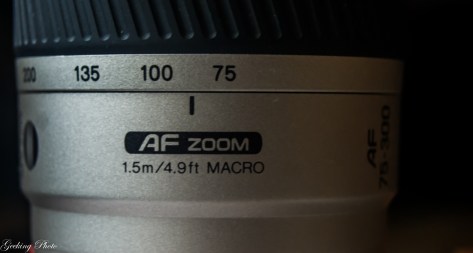 200 135 100 75
AF ZOOM
1.5m/4.9ft MACRO
AF
75-300
Geeking Photo